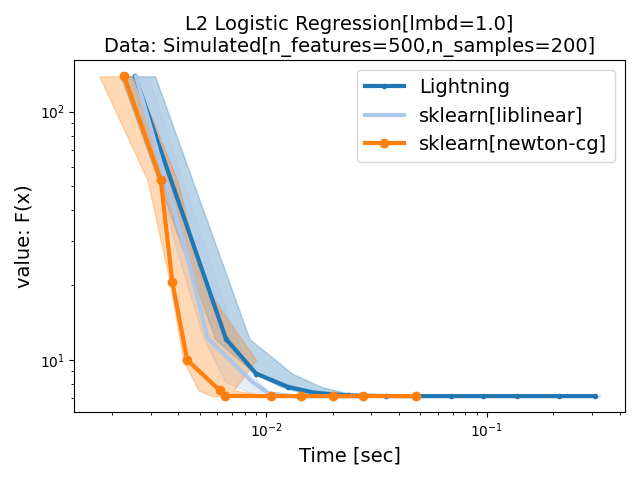 L2 Logistic Regression[lmbd=1.0]
Data: Simulated[n_features=500,n_samples=200]
Lightning
sklearn[liblinear]
sklearn[newton-cg]
value: F(x)
10²
10¹
10⁻²
10⁻¹
Time [sec]